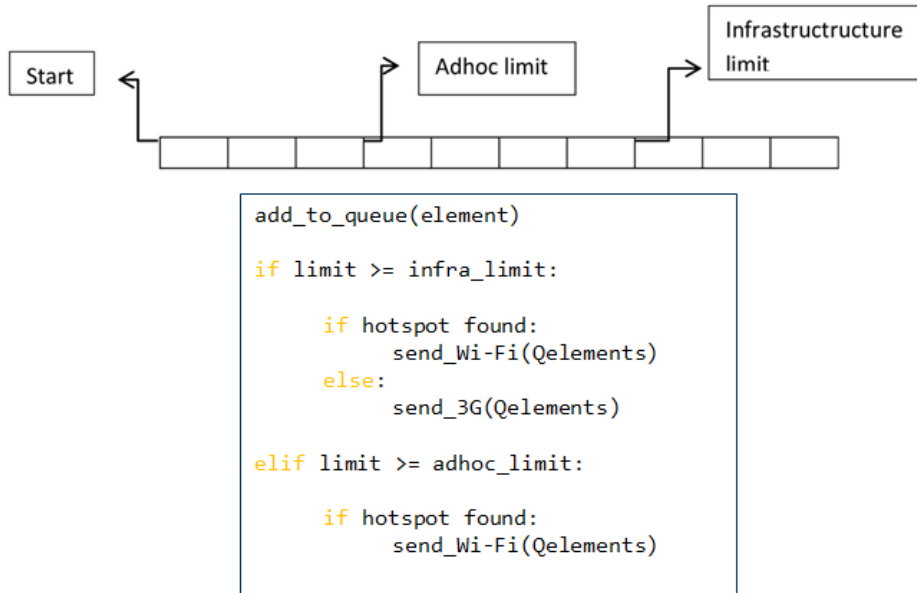 Start
Adhoc limit
Infrastructructure
limit
add_to_queue(element)
if limit >= infra_limit:
if hotspot found:
send_Wi-Fi(Qelements)
else:
send_3G(Qelements)
elif limit >= adhoc_limit:
if hotspot found:
send_Wi-Fi(Qelements)